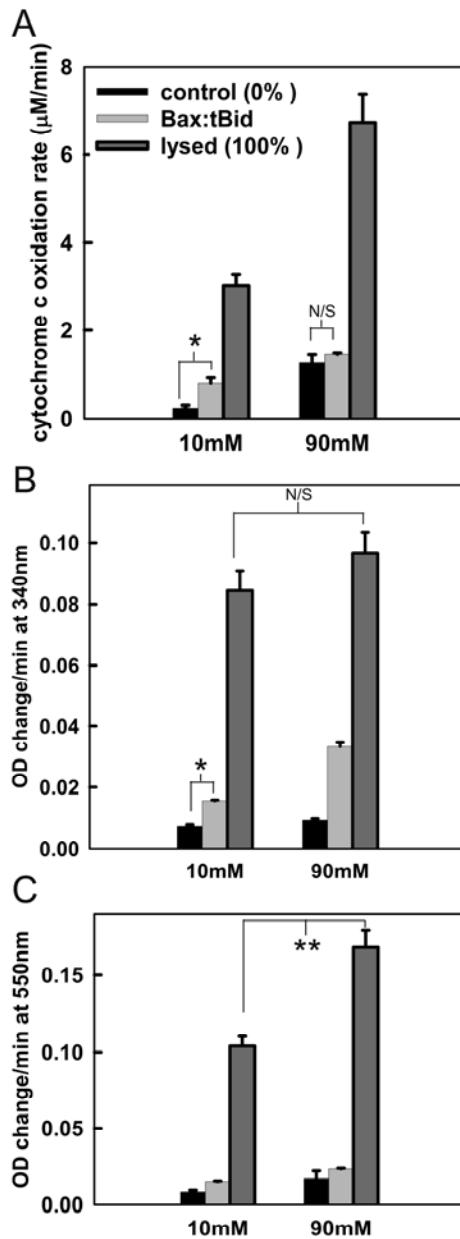 A
cytochrome c oxidation rate (μM/min)
8
6
4
2
0
control (0% )
Bax:tBid
lysed (100% )
*
N/S
10mM
90mM
B
OD change/min at 340nm
0.10
0.08
0.06
0.04
0.02
0.00
N/S
*
10mM
90mM
C
OD change/min at 550nm
0.15
0.10
0.05
0.00
**
10mM
90mM